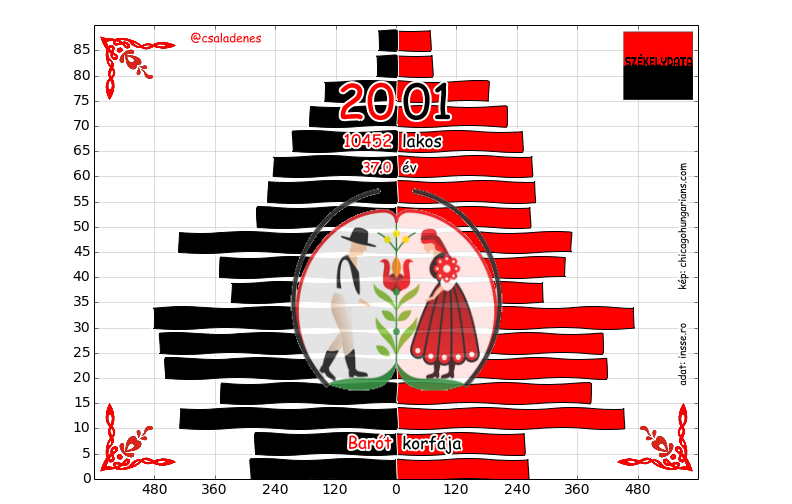 @csaladenes
SZÉKELYDATA
2001
10452 lakos
37.0 év
kép: chicagohungarians.com
adat: insse.ro
Barót korfája
85
80
75
70
65
60
55
50
45
40
35
30
25
20
15
10
5
0
480 360 240 120 0 120 240 360 480